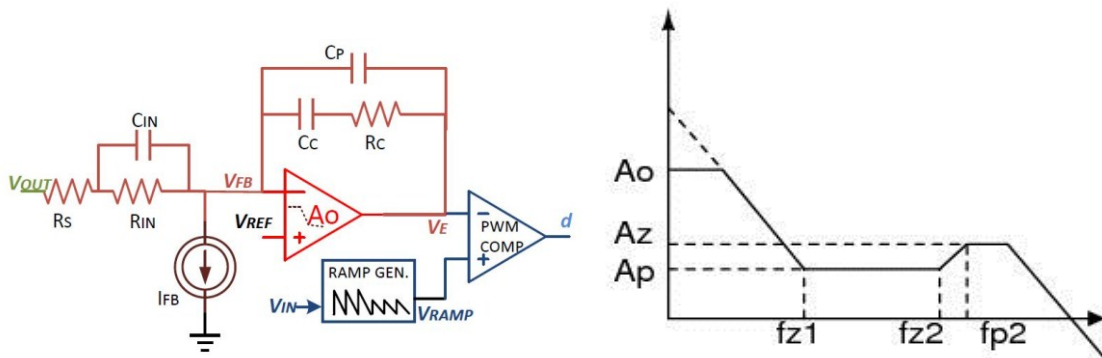 CP
CIN
CC RC
VOUT
VFB
RS RIN
VREF
Ao
VE
PWM
COMP
d
IFB
RAMP GEN.
VIN
VRAMP
Ao
Az
Ap
fz1 fz2 fp2